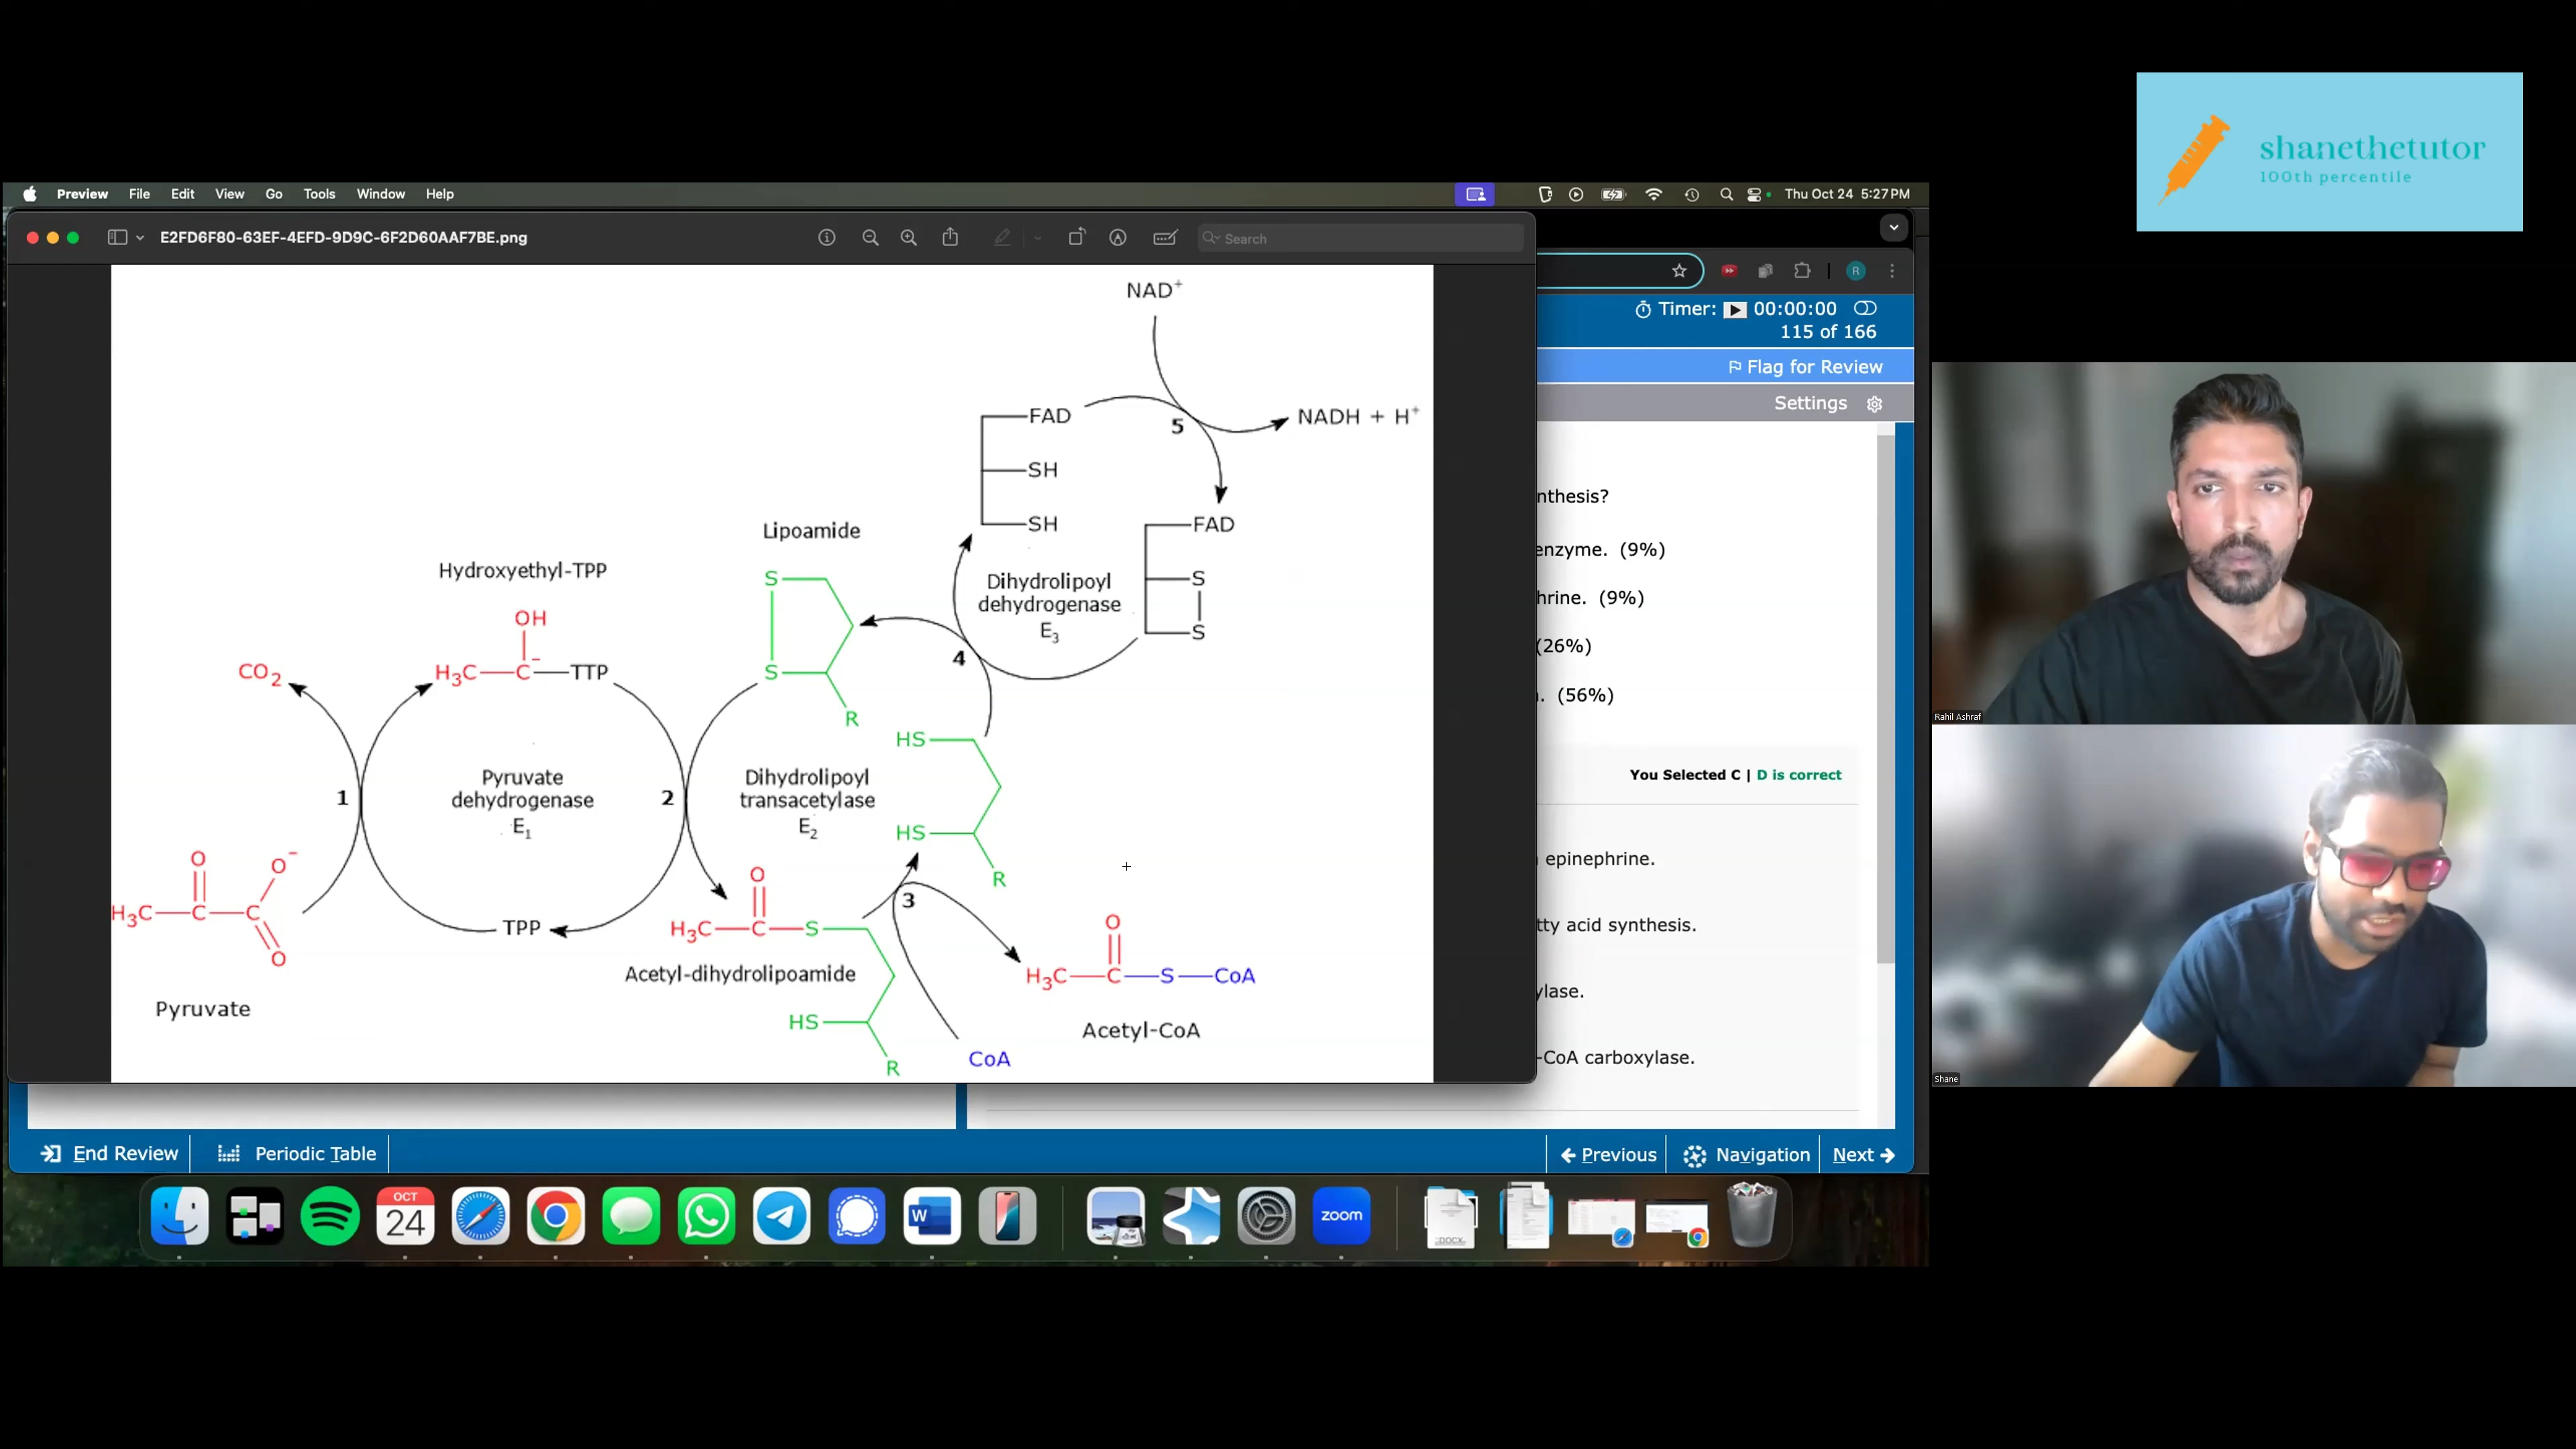 shanethetutor
100th percentile
Preview File Edit View Go Tools Window Help
Thu Oct 24 5:27 PM
E2FD6F80-63EF-4EFD-9D9C-6F2D60AAF7BE.png
Search
R
Timer: 00:00:00
115 of 166
Flag for Review
Settings
NAD+
FAD
5
NADH + H+
SH
SH
FAD
S
S
Dihydrolipoyl
dehydrogenase
E3
Lipoamide
S
S
R
4
Hydroxyethyl-TPP
OH
H3C C− TTP
CO2
1
Pyruvate
dehydrogenase
E1
2
Dihydrolipoyl
transacetylase
E2
HS
HS
R
O O−
H3C C C
O
Pyruvate
TPP
O
H3C C S
Acetyl-dihydrolipoamide
HS
R
3
CoA
O
H3C C S CoA
Acetyl-CoA
nthesis?
enzyme. (9%)
hrine. (9%)
(26%)
. (56%)
You Selected C | D is correct
epinephrine.
tty acid synthesis.
ylase.
-CoA carboxylase.
End Review Periodic Table
Previous Navigation Next
OCT
24
W
zoom
DOCX
Rahil Ashraf
Shane